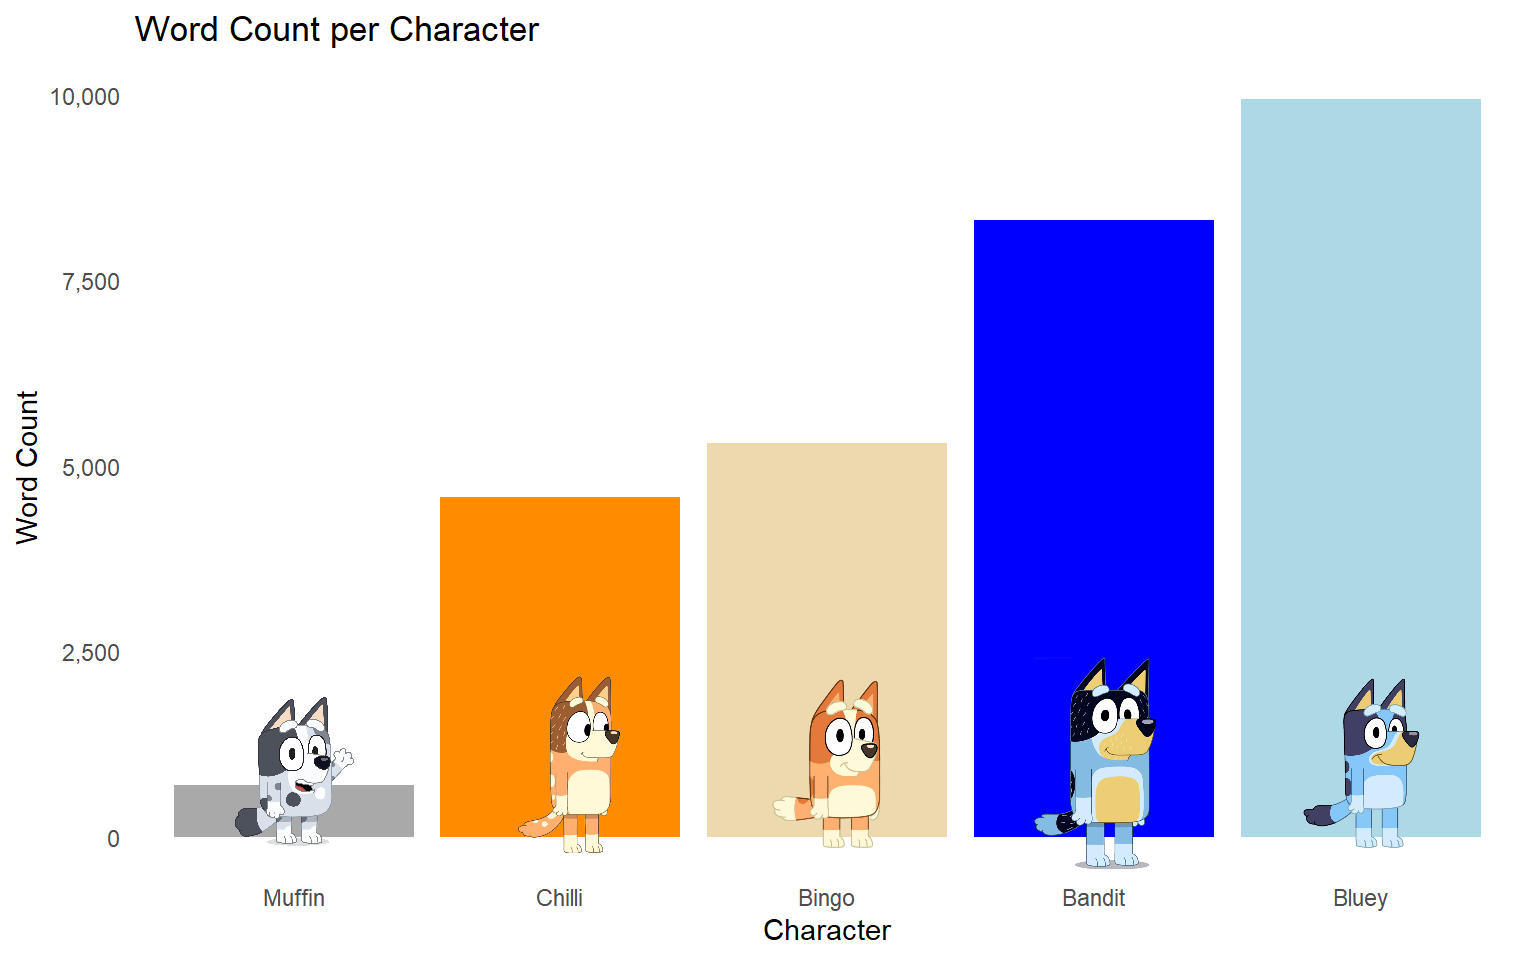 Word Count per Character
10,000
7,500
5,000
2,500
0
Word Count
Muffin Chilli Bingo Bandit Bluey
Character